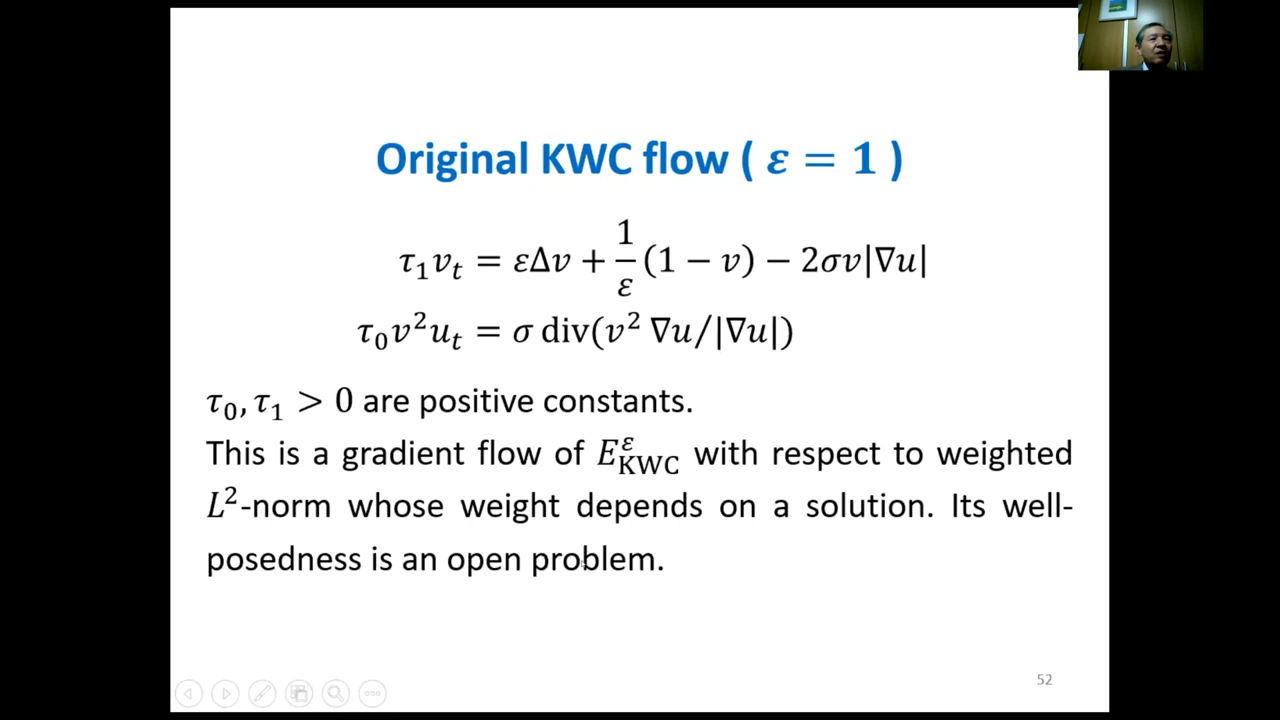 Original KWC flow ( ε = 1 )
τ₁vₜ = εΔv + 1/ε (1 − v) − 2σv|∇u|
τ₀v²uₜ = σ div(v² ∇u/|∇u|)
τ₀, τ₁ > 0 are positive constants.
This is a gradient flow of E^ε_KWC with respect to weighted
L²-norm whose weight depends on a solution. Its well-
posedness is an open problem.
52